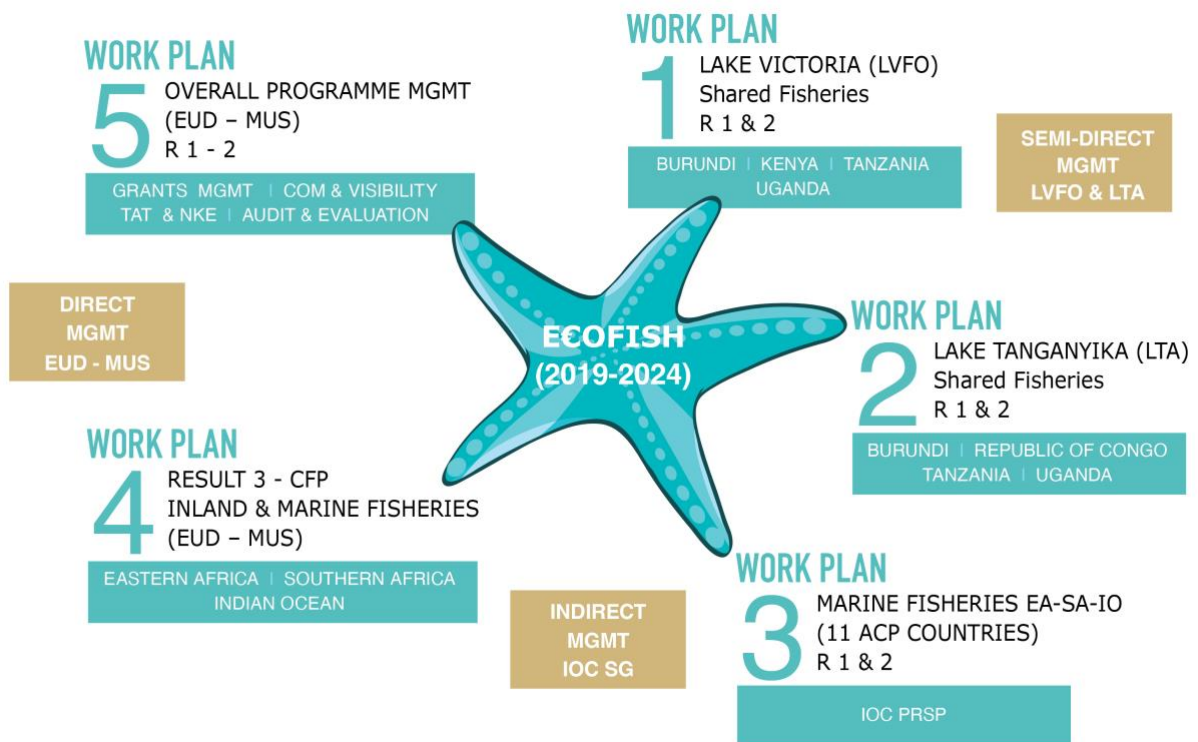 WORK PLAN
5
OVERALL PROGRAMME MGMT
(EUD – MUS)
R 1 - 2
GRANTS MGMT | COM & VISIBILITY
TAT & NKE | AUDIT & EVALUATION
WORK PLAN
1
LAKE VICTORIA (LVFO)
Shared Fisheries
R 1 & 2
BURUNDI | KENYA | TANZANIA
UGANDA
SEMI-DIRECT
MGMT
LVFO & LTA
DIRECT
MGMT
EUD - MUS
E€OFISH
(2019-2024)
WORK PLAN
2
LAKE TANGANYIKA (LTA)
Shared Fisheries
R 1 & 2
BURUNDI | REPUBLIC OF CONGO
TANZANIA | UGANDA
WORK PLAN
4
RESULT 3 - CFP
INLAND & MARINE FISHERIES
(EUD – MUS)
EASTERN AFRICA | SOUTHERN AFRICA
INDIAN OCEAN
INDIRECT
MGMT
IOC SG
WORK PLAN
3
MARINE FISHERIES EA-SA-IO
(11 ACP COUNTRIES)
R 1 & 2
IOC PRSP